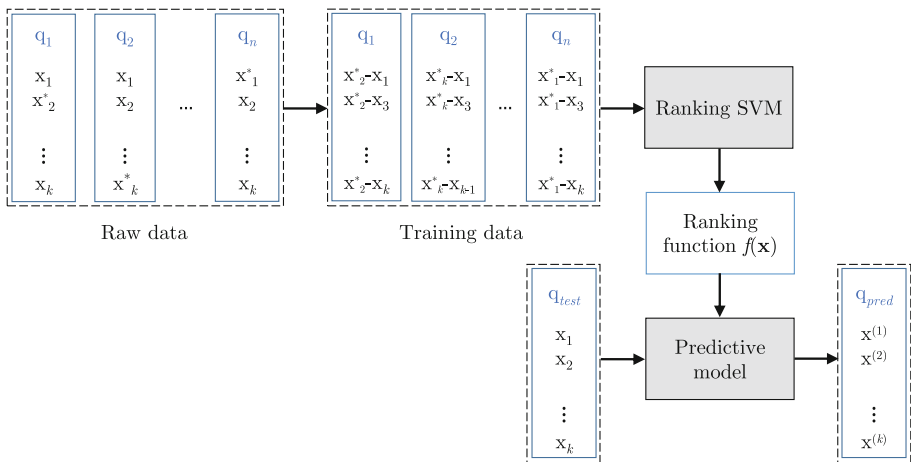 q₁ q₂ qₙ
x₁ x₁ x*₁
x*₂ x₂ ... x₂
⋮ ⋮ ⋮
xₖ x*ₖ xₖ
Raw data
q₁ q₂ qₙ
x*₂-x₁ x*ₖ-x₁ x*₁-x₁
x*₂-x₃ x*ₖ-x₃ ... x*₁-x₃
⋮ ⋮ ⋮
x*₂-xₖ x*ₖ-xₖ₋₁ x*₁-xₖ
Training data
Ranking SVM
Ranking
function f(x)
q_test
x₁
x₂
⋮
xₖ
Predictive
model
q_pred
x⁽¹⁾
x⁽²⁾
⋮
x⁽ᵏ⁾